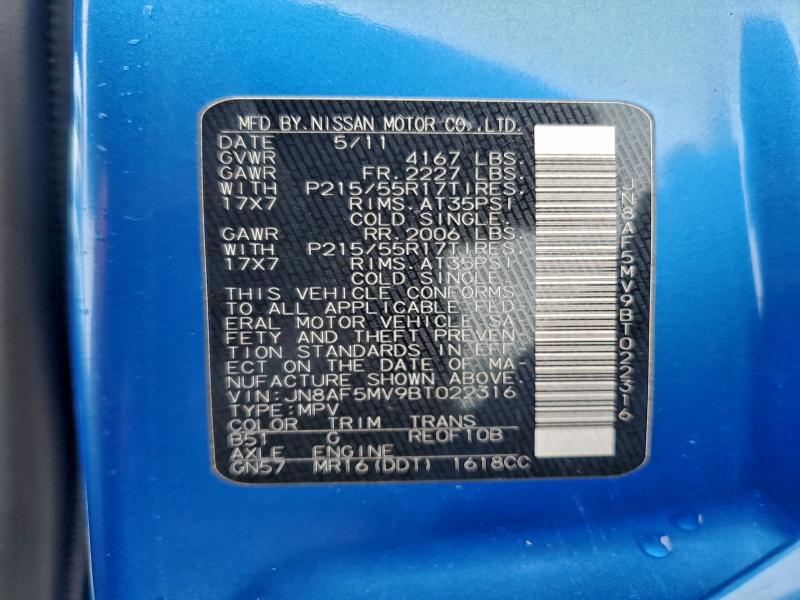 MFD BY.NISSAN MOTOR CO.,LTD.
DATE 5/11
GVWR 4167 LBS.
GAWR FR.2227 LBS.
WITH P215/55R17TIRES,
17X7 RIMS.AT35PSI
COLD SINGLE.
GAWR RR.2006 LBS.
WITH P215/55R17TIRES,
17X7 RIMS.AT35PSI
COLD SINGLE.
THIS VEHICLE CONFORMS
TO ALL APPLICABLE FED
ERAL MOTOR VEHICLE SA
FETY AND THEFT PREVEN
TION STANDARDS IN EFF
ECT ON THE DATE OF MA-
NUFACTURE SHOWN ABOVE.
VIN:JN8AF5MV9BT022316
TYPE:MPV
COLOR TRIM TRANS
B51 G RE0F10B
AXLE ENGINE
GN57 MR16(DDT) 1618CC
JN8AF5MV9BT022316